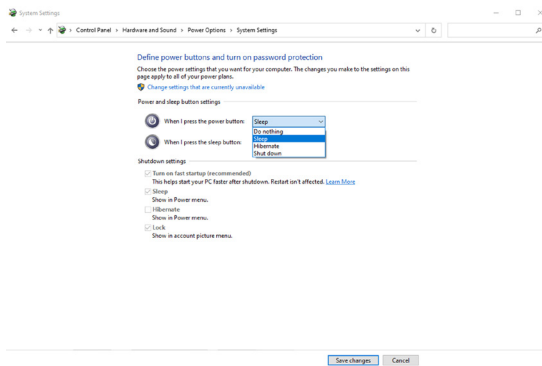 System Settings
Control Panel > Hardware and Sound > Power Options > System Settings
Define power buttons and turn on password protection
Choose the power settings that you want for your computer. The changes you make to the settings on this
page apply to all of your power plans.
Change settings that are currently unavailable
Power and sleep button settings
When I press the power button: Sleep
Do nothing
Sleep
Hibernate
Shut down
When I press the sleep button:
Shutdown settings
Turn on fast startup (recommended)
This helps start your PC faster after shutdown. Restart isn't affected. Learn More
Sleep
Show in Power menu.
Hibernate
Show in Power menu.
Lock
Show in account picture menu.
Save changes Cancel